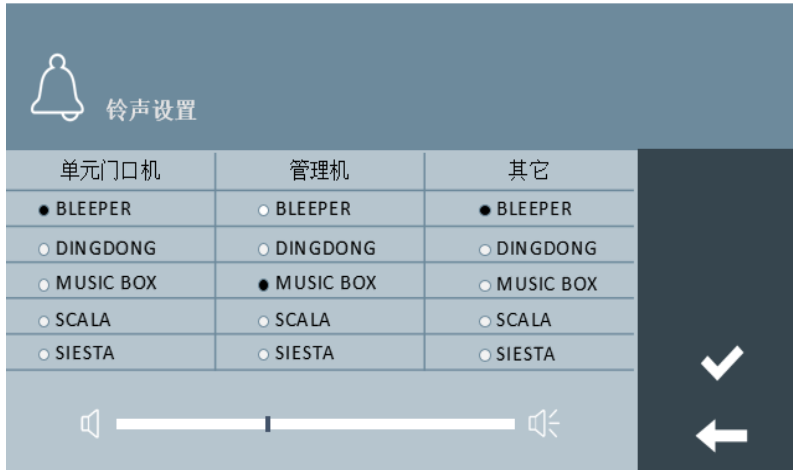 铃声设置
单元门口机 管理机 其它
BLEEPER BLEEPER BLEEPER
DINGDONG DINGDONG DINGDONG
MUSIC BOX MUSIC BOX MUSIC BOX
SCALA SCALA SCALA
SIESTA SIESTA SIESTA